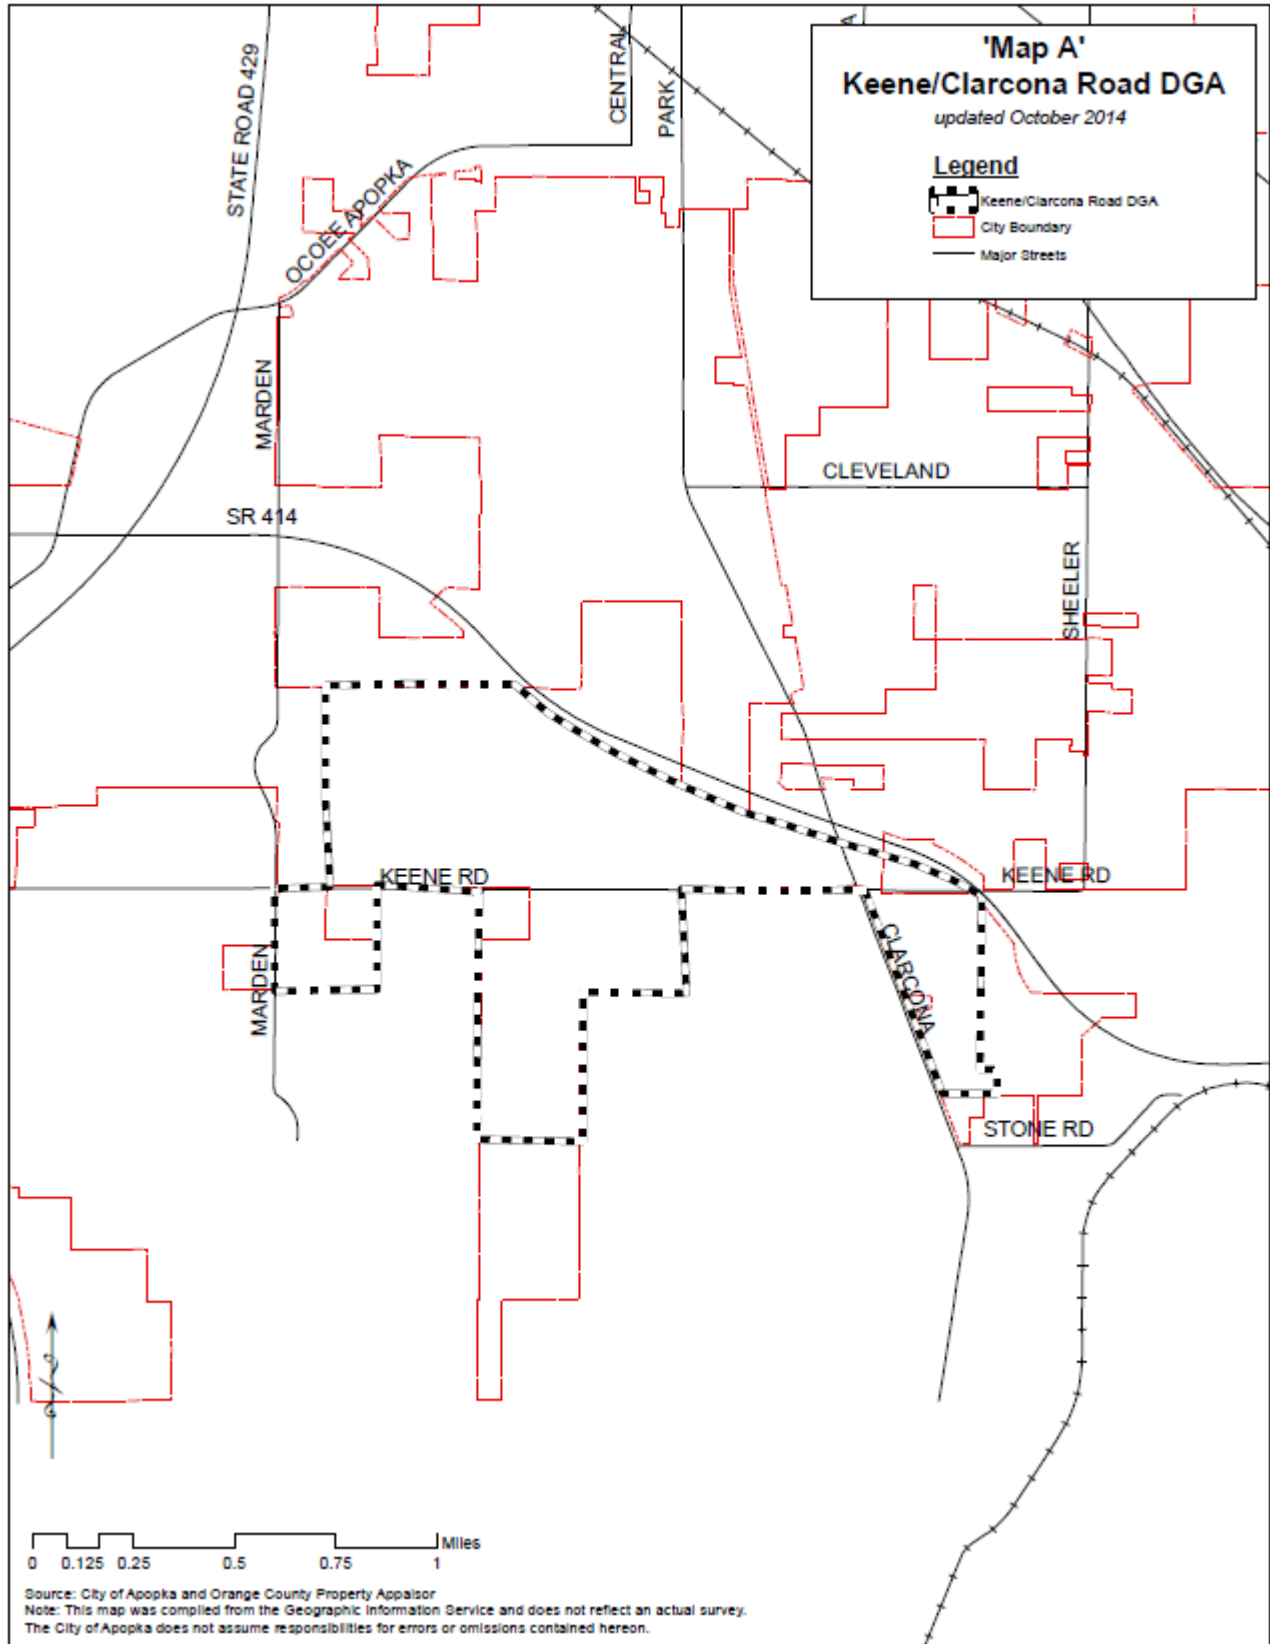 'Map A'
Keene/Clarcona Road DGA
updated October 2014
Legend
Keene/Clarcona Road DGA
City Boundary
Major Streets
STATE ROAD 429
CENTRAL
PARK
A
OCOEE APOPKA
MARDEN
CLEVELAND
SR 414
SHEELER
KEENE RD
KEENE RD
MARDEN
CLARCONA
STONE RD
Miles
0 0.125 0.25 0.5 0.75 1
Source: City of Apopka and Orange County Property Appaisor
Note: This map was compiled from the Geographic Information Service and does not reflect an actual survey.
The City of Apopka does not assume responsibilities for errors or omissions contained hereon.